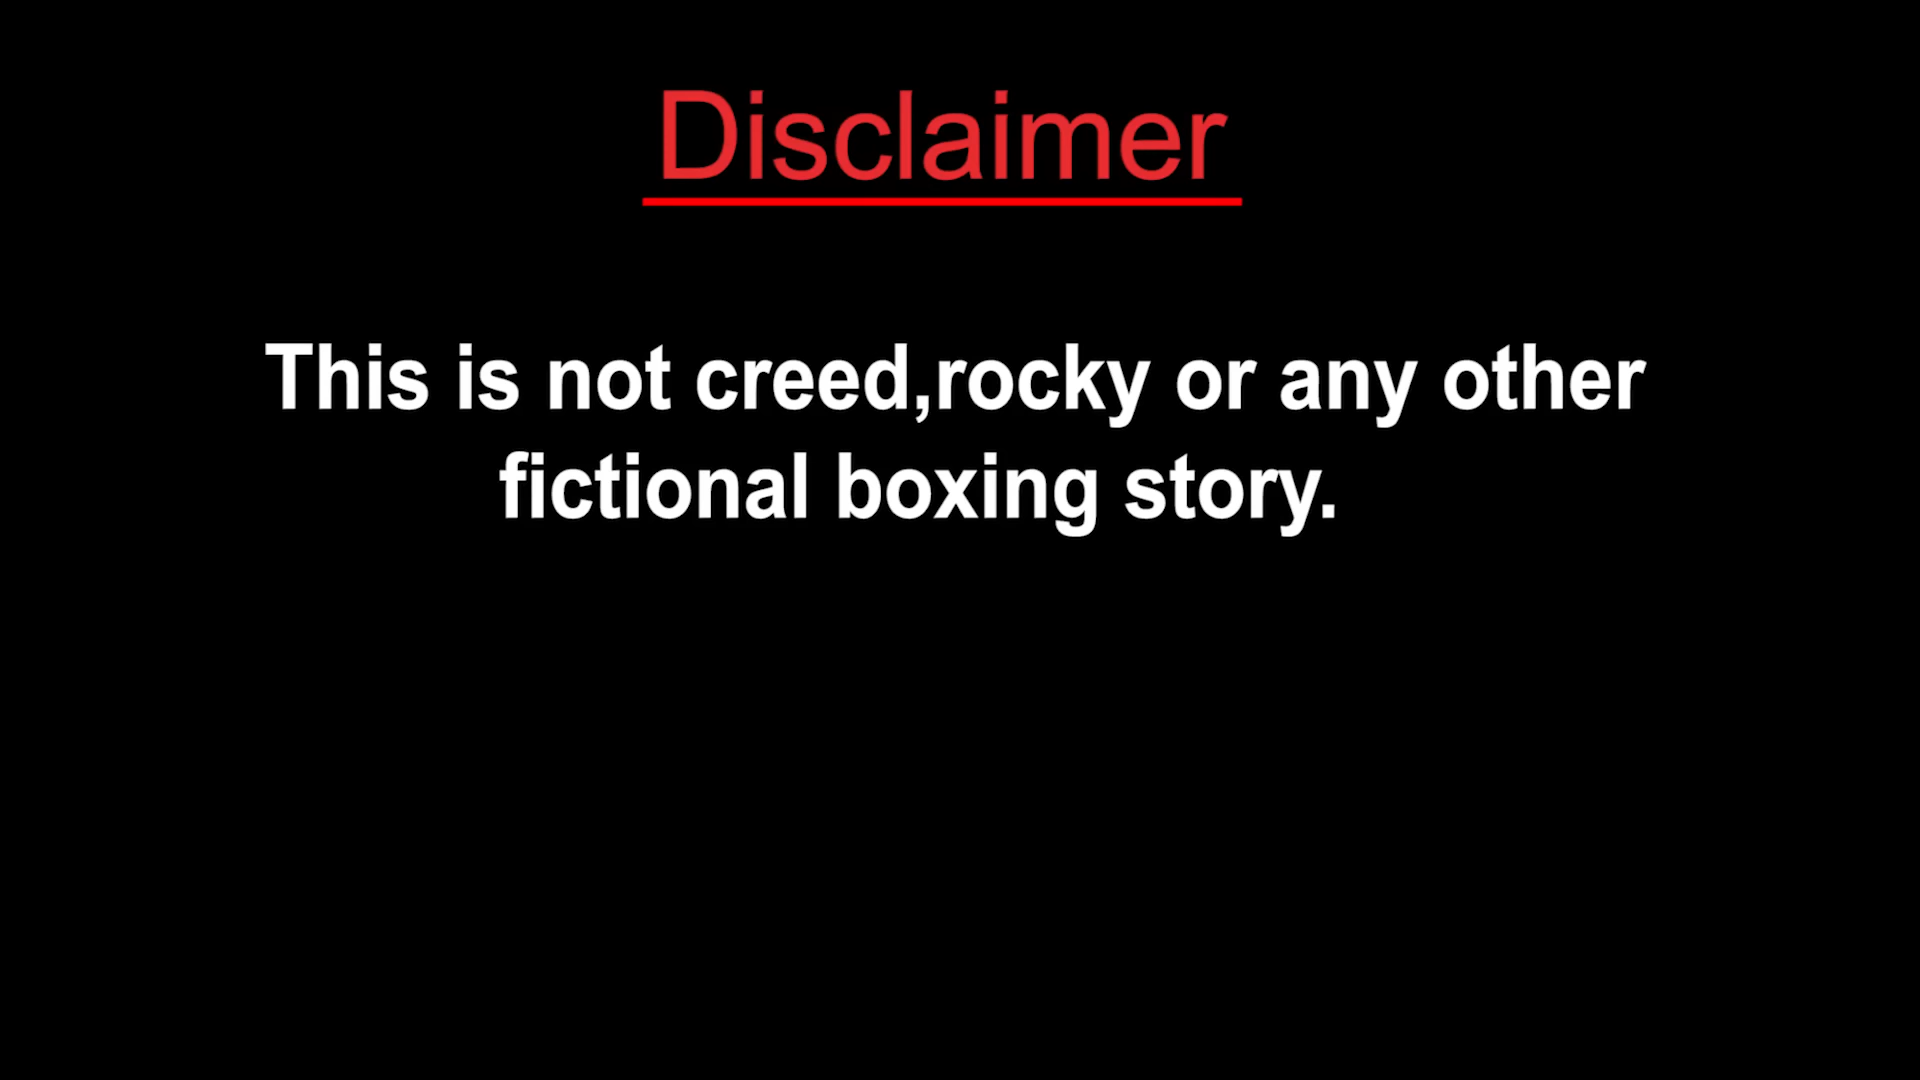 Disclaimer
This is not creed,rocky or any other
fictional boxing story.